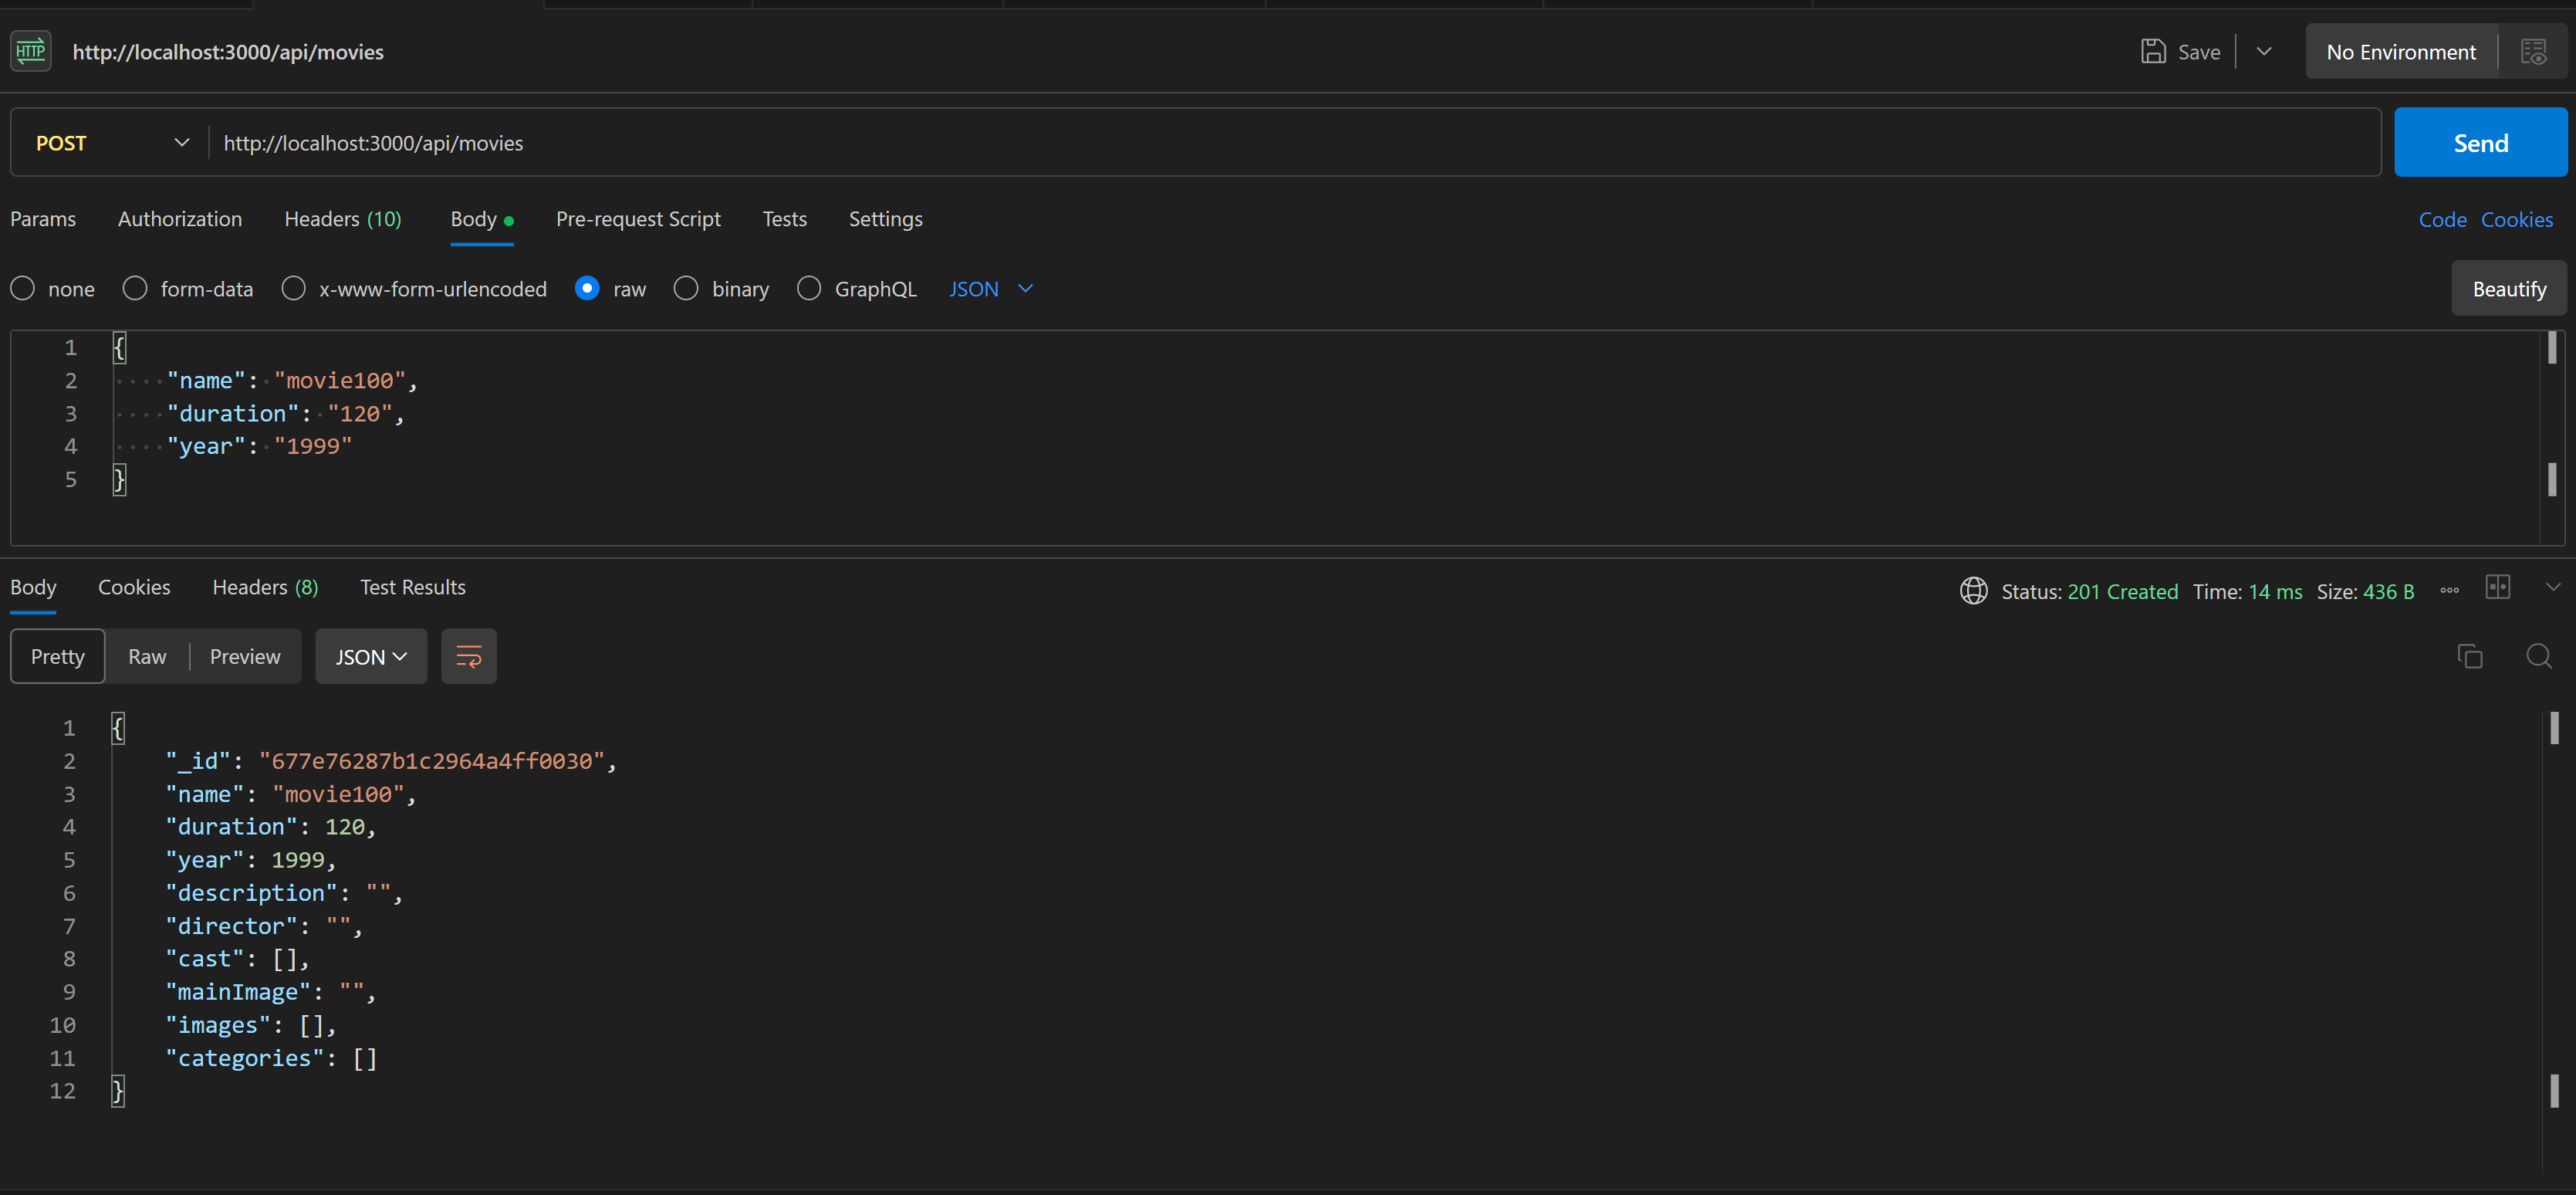 HTTP http://localhost:3000/api/movies Save No Environment
POST http://localhost:3000/api/movies Send
Params Authorization Headers (10) Body Pre-request Script Tests Settings Code Cookies
none form-data x-www-form-urlencoded raw binary GraphQL JSON Beautify
1 {
2 "name": "movie100",
3 "duration": "120",
4 "year": "1999"
5 }
Body Cookies Headers (8) Test Results Status: 201 Created Time: 14 ms Size: 436 B
Pretty Raw Preview JSON
1 {
2 "_id": "677e76287b1c2964a4ff0030",
3 "name": "movie100",
4 "duration": 120,
5 "year": 1999,
6 "description": "",
7 "director": "",
8 "cast": [],
9 "mainImage": "",
10 "images": [],
11 "categories": []
12 }